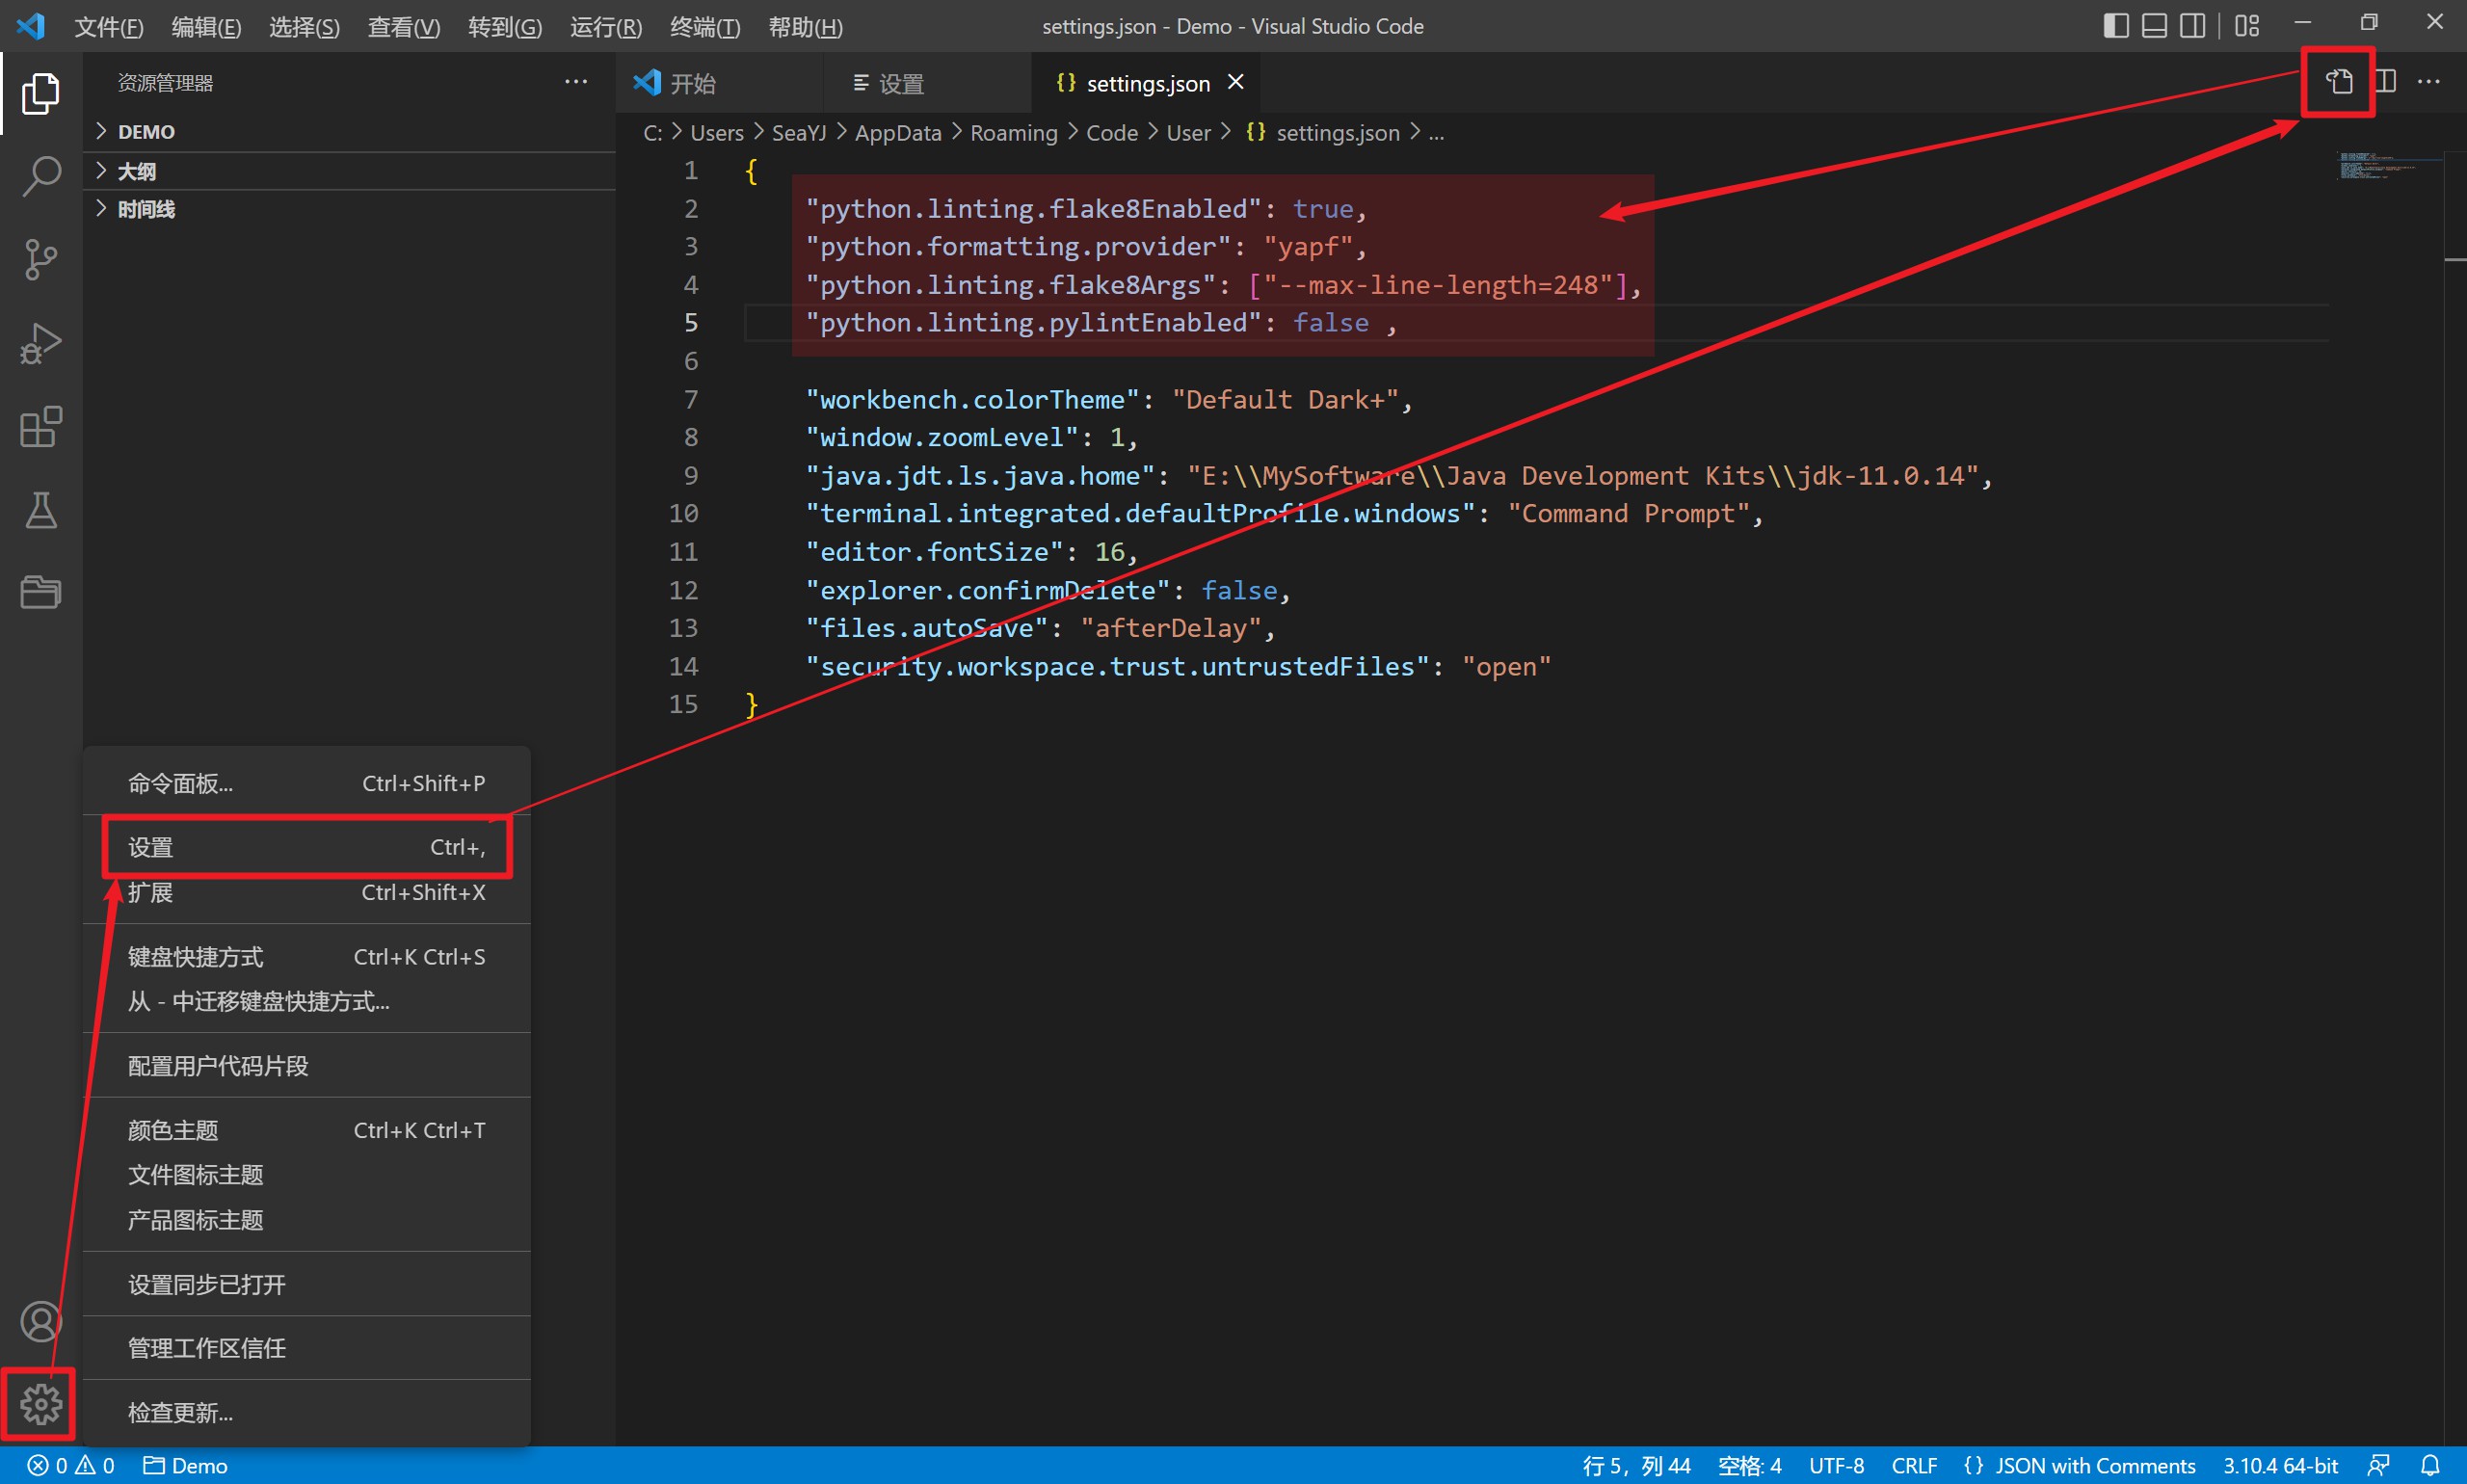 文件(F) 编辑(E) 选择(S) 查看(V) 转到(G) 运行(R) 终端(T) 帮助(H) settings.json - Demo - Visual Studio Code
资源管理器 ···
开始 设置 {} settings.json ×
DEMO
大纲
时间线
C: > Users > SeaYJ > AppData > Roaming > Code > User > {} settings.json > ...
1 {
2 "python.linting.flake8Enabled": true,
3 "python.formatting.provider": "yapf",
4 "python.linting.flake8Args": ["--max-line-length=248"],
5 "python.linting.pylintEnabled": false ,
6
7 "workbench.colorTheme": "Default Dark+",
8 "window.zoomLevel": 1,
9 "java.jdt.ls.java.home": "E:\\MySoftware\\Java Development Kits\\jdk-11.0.14",
10 "terminal.integrated.defaultProfile.windows": "Command Prompt",
11 "editor.fontSize": 16,
12 "explorer.confirmDelete": false,
13 "files.autoSave": "afterDelay",
14 "security.workspace.trust.untrustedFiles": "open"
15 }
命令面板... Ctrl+Shift+P
设置 Ctrl+,
扩展 Ctrl+Shift+X
键盘快捷方式 Ctrl+K Ctrl+S
从 - 中迁移键盘快捷方式...
配置用户代码片段
颜色主题 Ctrl+K Ctrl+T
文件图标主题
产品图标主题
设置同步已打开
管理工作区信任
检查更新...
0 0 Demo 行 5，列 44 空格: 4 UTF-8 CRLF {} JSON with Comments 3.10.4 64-bit